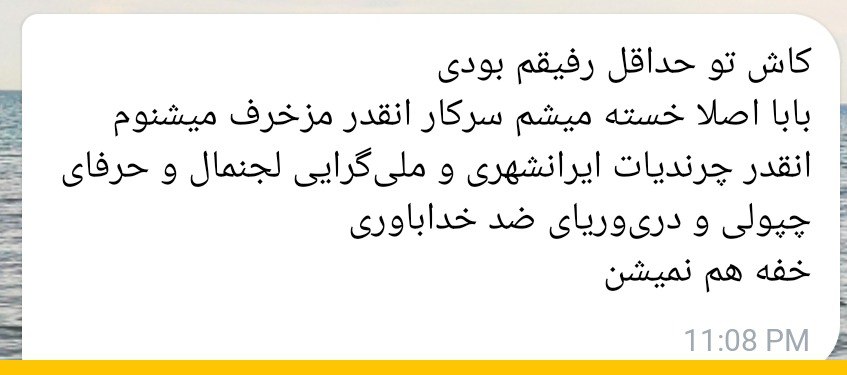 کاش تو حداقل رفیقم بودی
بابا اصلا خسته میشم سرکار انقدر مزخرف میشنوم
انقدر چرندیات ایرانشهری و ملی‌گرایی لجنمال و حرفای
چپولی و دری‌وریای ضد خداباوری
خفه هم نمیشن
11:08 PM